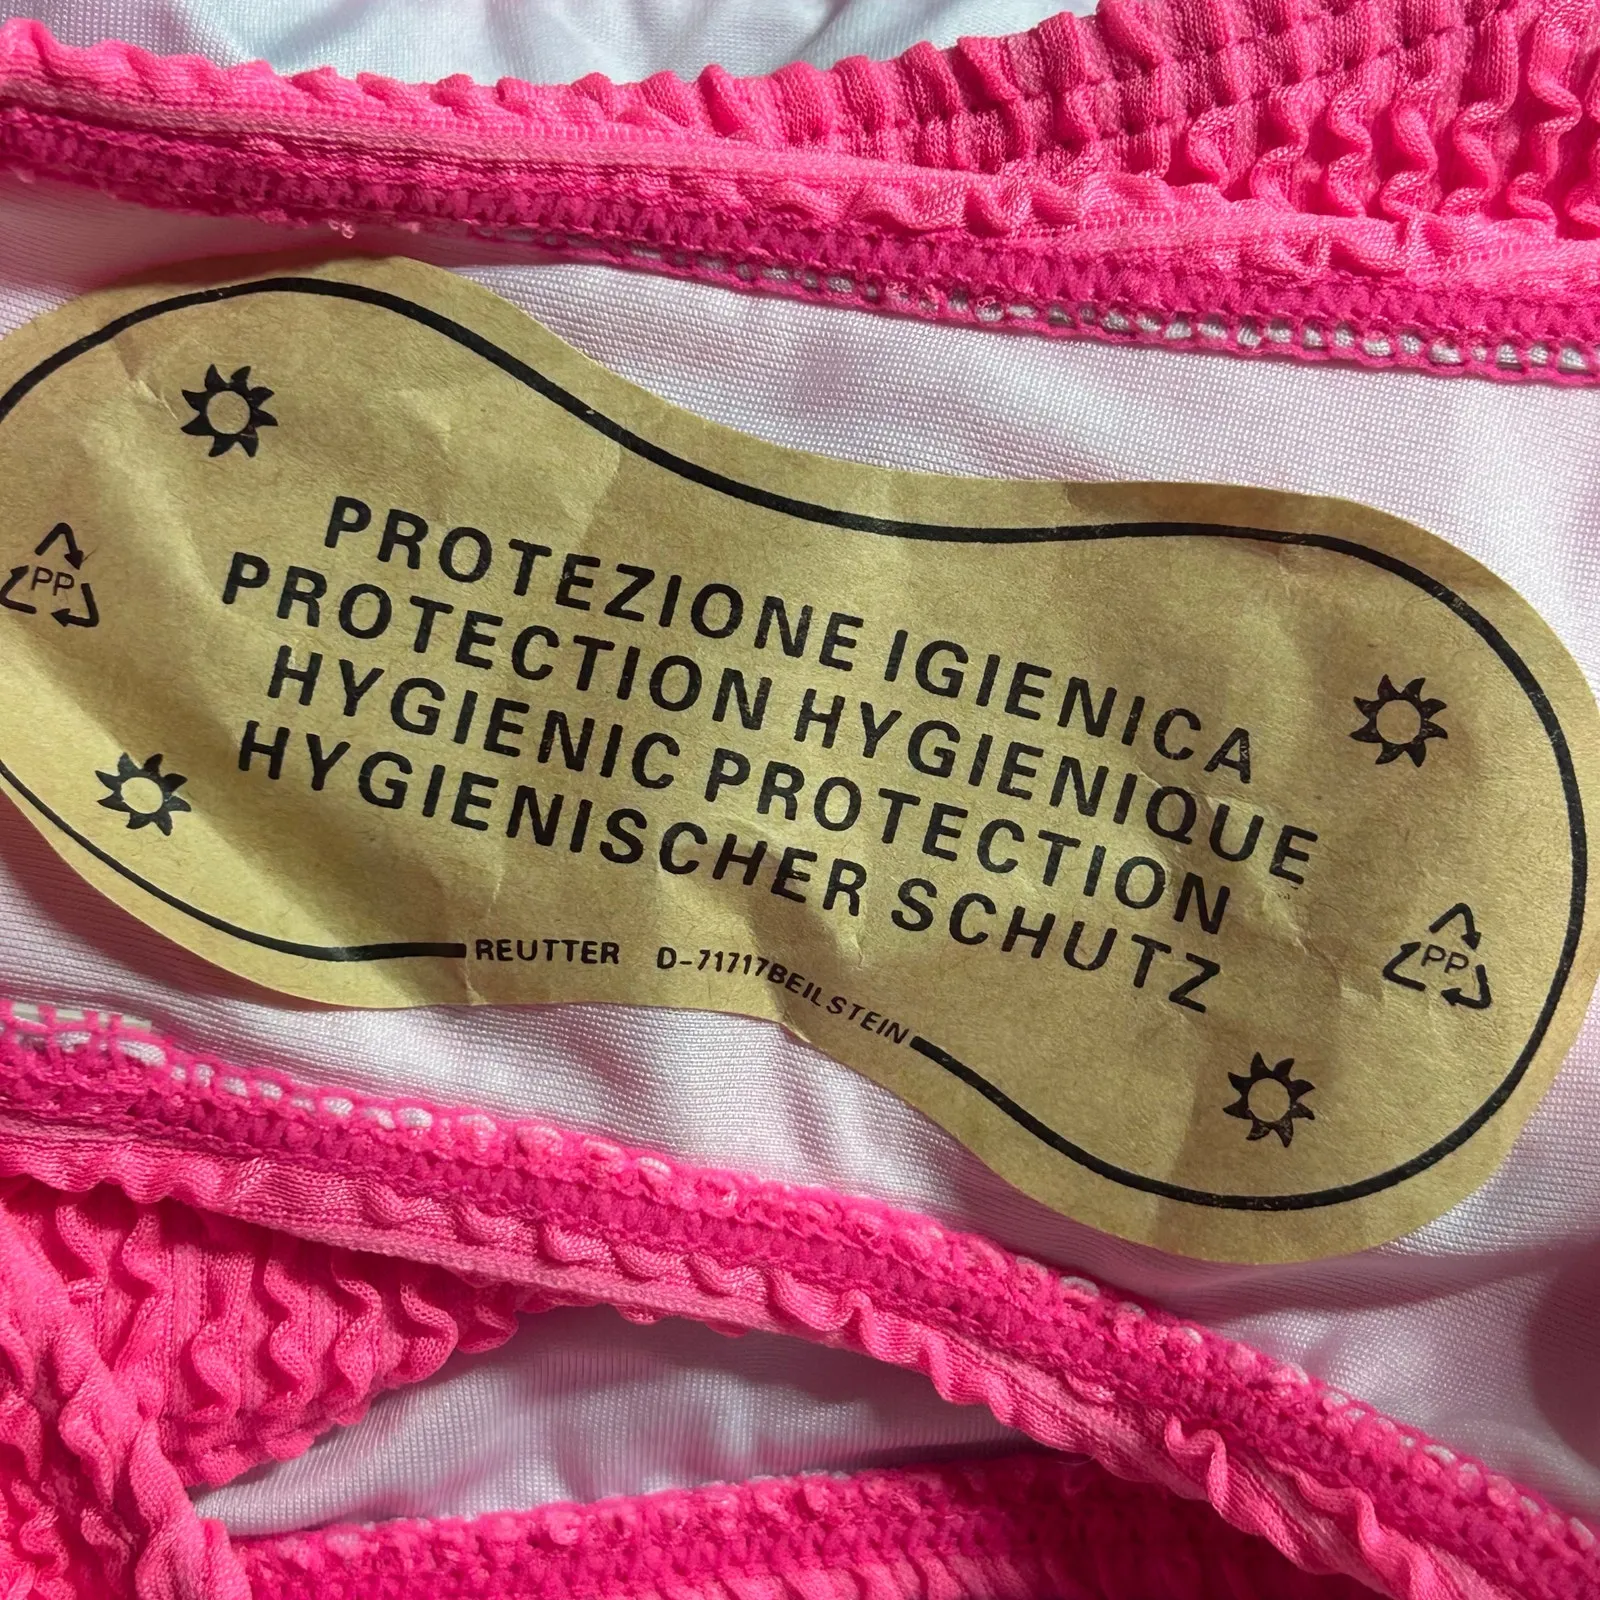 PROTEZIONE IGIENICA
PROTECTION HYGIENIQUE
HYGIENIC PROTECTION
HYGIENISCHER SCHUTZ
REUTTER D-71717BEILSTEIN
PP
PP